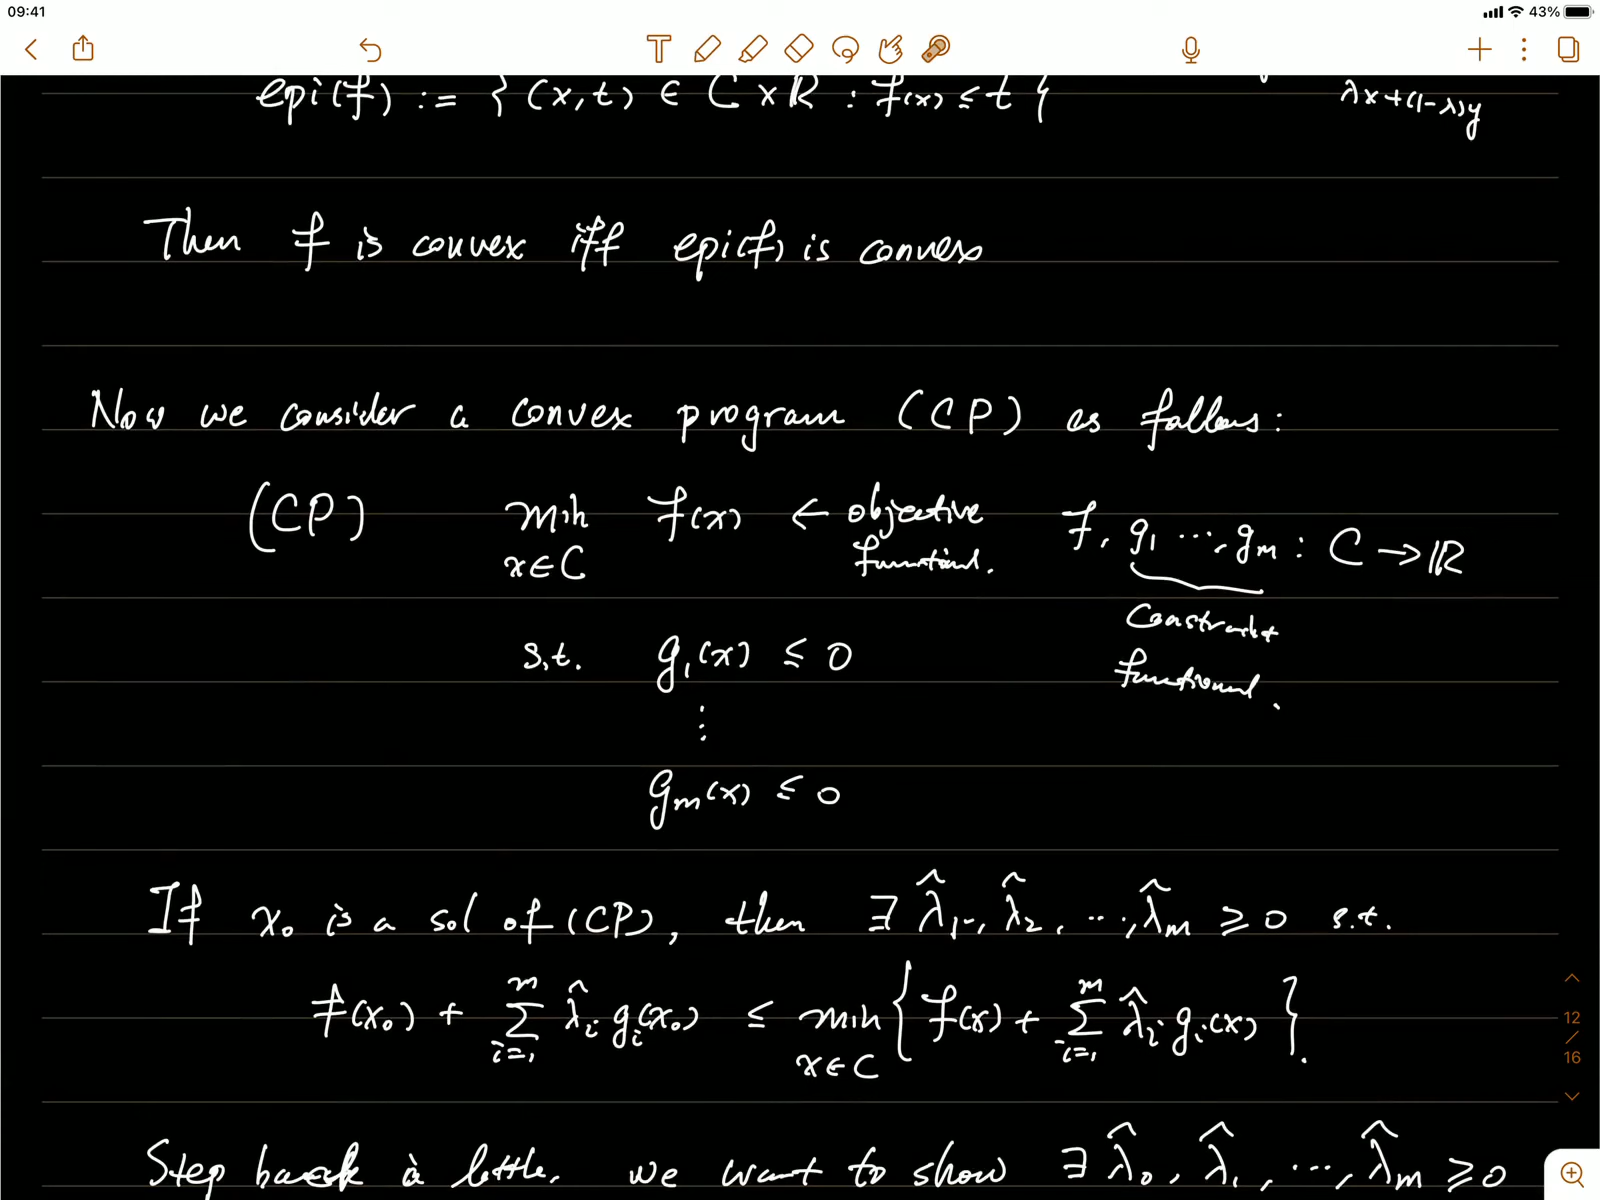 09:41
43%
epi(f) := { (x,t) ∈ C × ℝ : f(x) ≤ t }
λx+(1-λ)y
Then f is convex iff epi(f) is convex
Now we consider a convex program (CP) as follows:
(CP) min f(x) ← objective f, g₁ ⋯, gₘ : C → ℝ
x∈C functional.
Constraint
functional.
s.t. g₁(x) ≤ 0
⋮
gₘ(x) ≤ 0
If x₀ is a sol of (CP), then ∃ λ̂₁, λ̂₂, ⋯, λ̂ₘ ≥ 0 s.t.
f(x₀) + ∑ᵢ₌₁ᵐ λ̂ᵢ gᵢ(x₀) ≤ min { f(x) + ∑ᵢ₌₁ᵐ λ̂ᵢ gᵢ(x) }.
x∈C
12
/
16
Step back a little, we want to show ∃ λ̂₀, λ̂₁, ⋯, λ̂ₘ ≥ 0